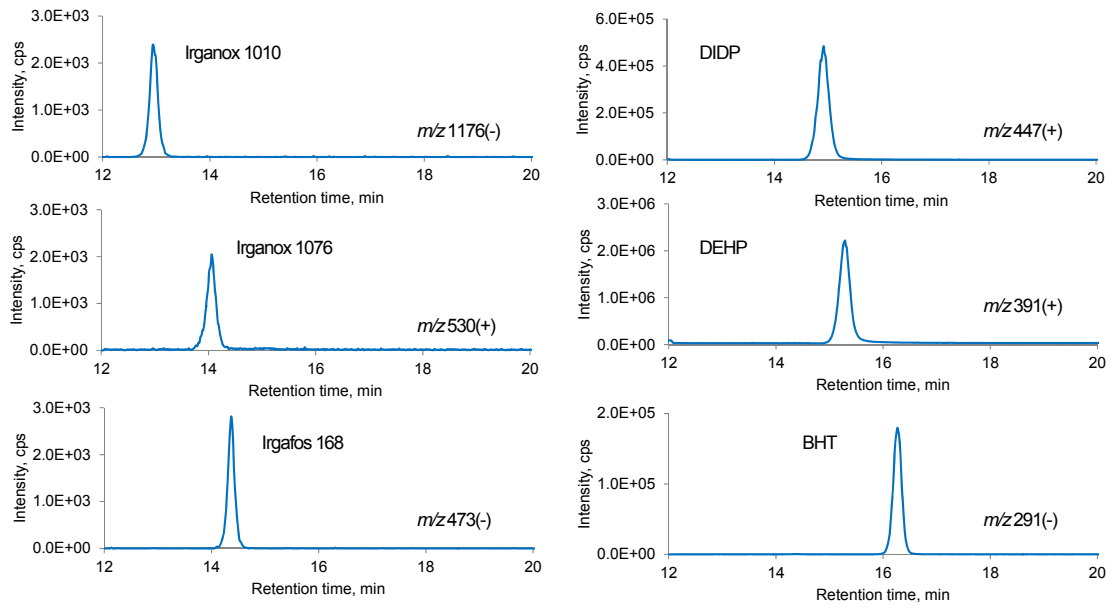 Intensity, cps
3.0E+03
2.0E+03
1.0E+03
0.0E+00
Irganox 1010
m/z 1176(-)
12 14 16 18 20
Retention time, min
Intensity, cps
6.0E+05
4.0E+05
2.0E+05
0.0E+00
DIDP
m/z 447(+)
12 14 16 18 20
Retention time, min
Intensity, cps
3.0E+03
2.0E+03
1.0E+03
0.0E+00
Irganox 1076
m/z 530(+)
12 14 16 18 20
Retention time, min
Intensity, cps
3.0E+06
2.0E+06
1.0E+06
0.0E+00
DEHP
m/z 391(+)
12 14 16 18 20
Retention time, min
Intensity, cps
3.0E+03
2.0E+03
1.0E+03
0.0E+00
Irgafos 168
m/z 473(-)
12 14 16 18 20
Retention time, min
Intensity, cps
2.0E+05
1.0E+05
0.0E+00
BHT
m/z 291(-)
12 14 16 18 20
Retention time, min